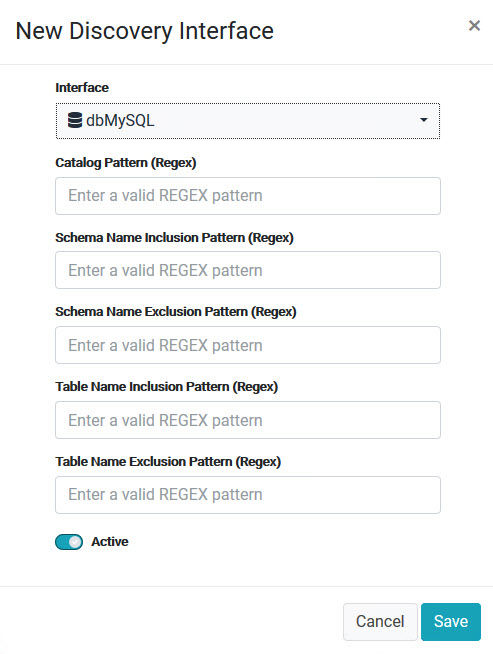 New Discovery Interface
×
Interface
dbMySQL
Catalog Pattern (Regex)
Enter a valid REGEX pattern
Schema Name Inclusion Pattern (Regex)
Enter a valid REGEX pattern
Schema Name Exclusion Pattern (Regex)
Enter a valid REGEX pattern
Table Name Inclusion Pattern (Regex)
Enter a valid REGEX pattern
Table Name Exclusion Pattern (Regex)
Enter a valid REGEX pattern
Active
Cancel
Save